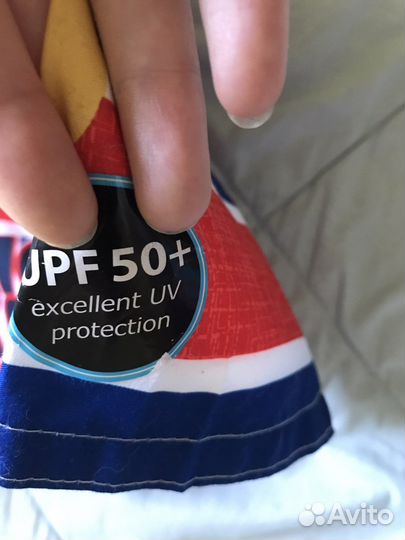 UPF 50+
excellent UV
protection
Avito